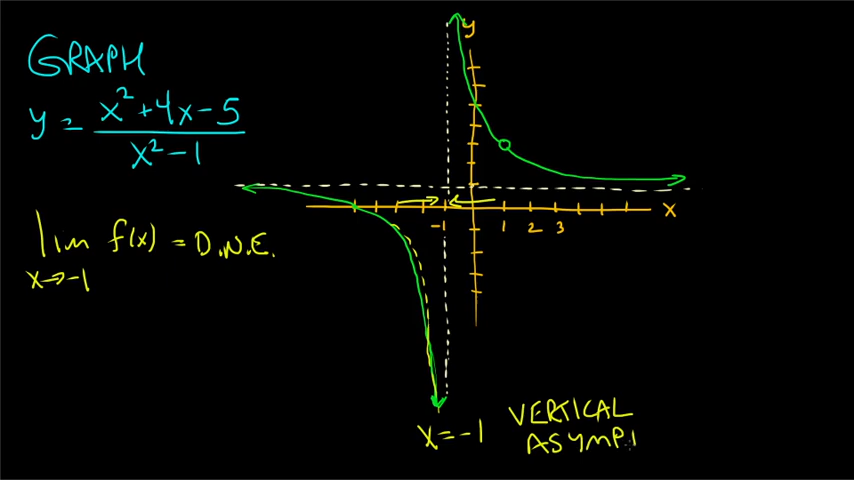 GRAPH
y = x² + 4x - 5
x² - 1
lim f(x) = D.N.E.
x → -1
y
x
-1 1 2 3
x = -1
VERTICAL
ASYMP